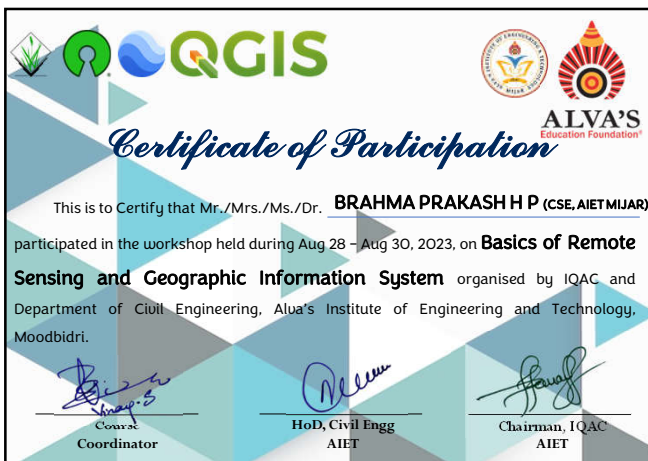 QGIS
ALVA'S
Education Foundation®
Certificate of Participation
This is to Certify that Mr./Mrs./Ms./Dr. BRAHMA PRAKASH H P (CSE, AIET MIJAR)
participated in the workshop held during Aug 28 – Aug 30, 2023, on Basics of Remote
Sensing and Geographic Information System organised by IQAC and
Department of Civil Engineering, Alva's Institute of Engineering and Technology,
Moodbidri.
Vinay.S
Course
Coordinator
HoD, Civil Engg
AIET
Chairman, IQAC
AIET